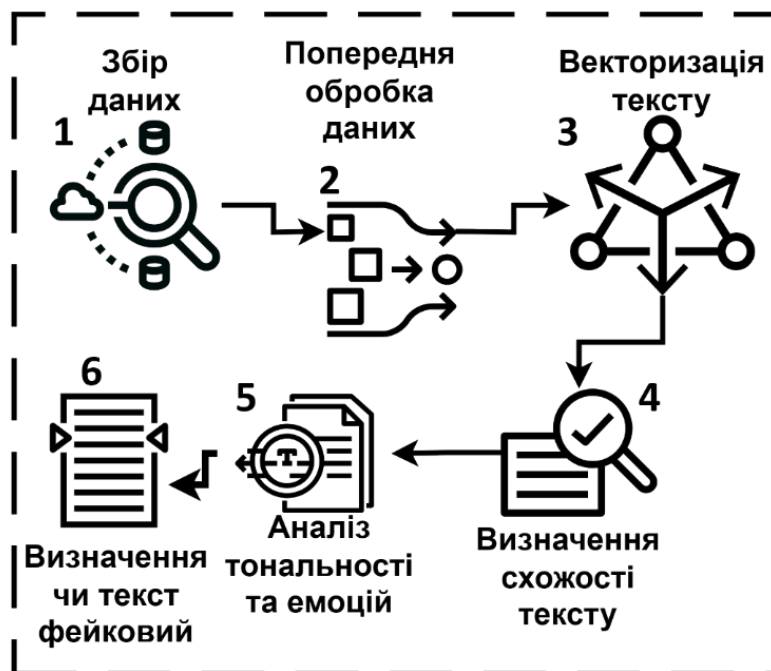 Збір
даних
1
Попередня
обробка
даних
2
Векторизація
тексту
3
4
Визначення
схожості
тексту
5
Т
Аналіз
тональності
та емоцій
6
Визначення
чи текст
фейковий